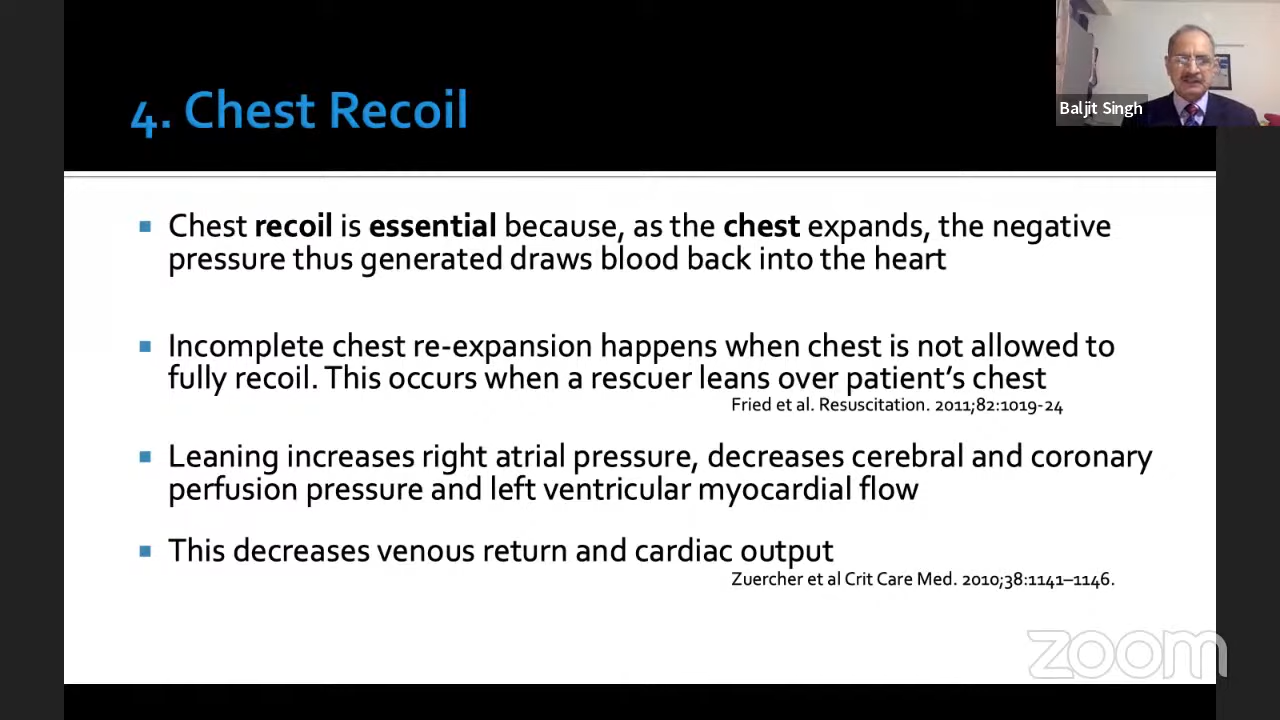 4. Chest Recoil
Baljit Singh
▪ Chest recoil is essential because, as the chest expands, the negative
pressure thus generated draws blood back into the heart
▪ Incomplete chest re-expansion happens when chest is not allowed to
fully recoil. This occurs when a rescuer leans over patient's chest
Fried et al. Resuscitation. 2011;82:1019-24
▪ Leaning increases right atrial pressure, decreases cerebral and coronary
perfusion pressure and left ventricular myocardial flow
▪ This decreases venous return and cardiac output
Zuercher et al Crit Care Med. 2010;38:1141–1146.
zoom